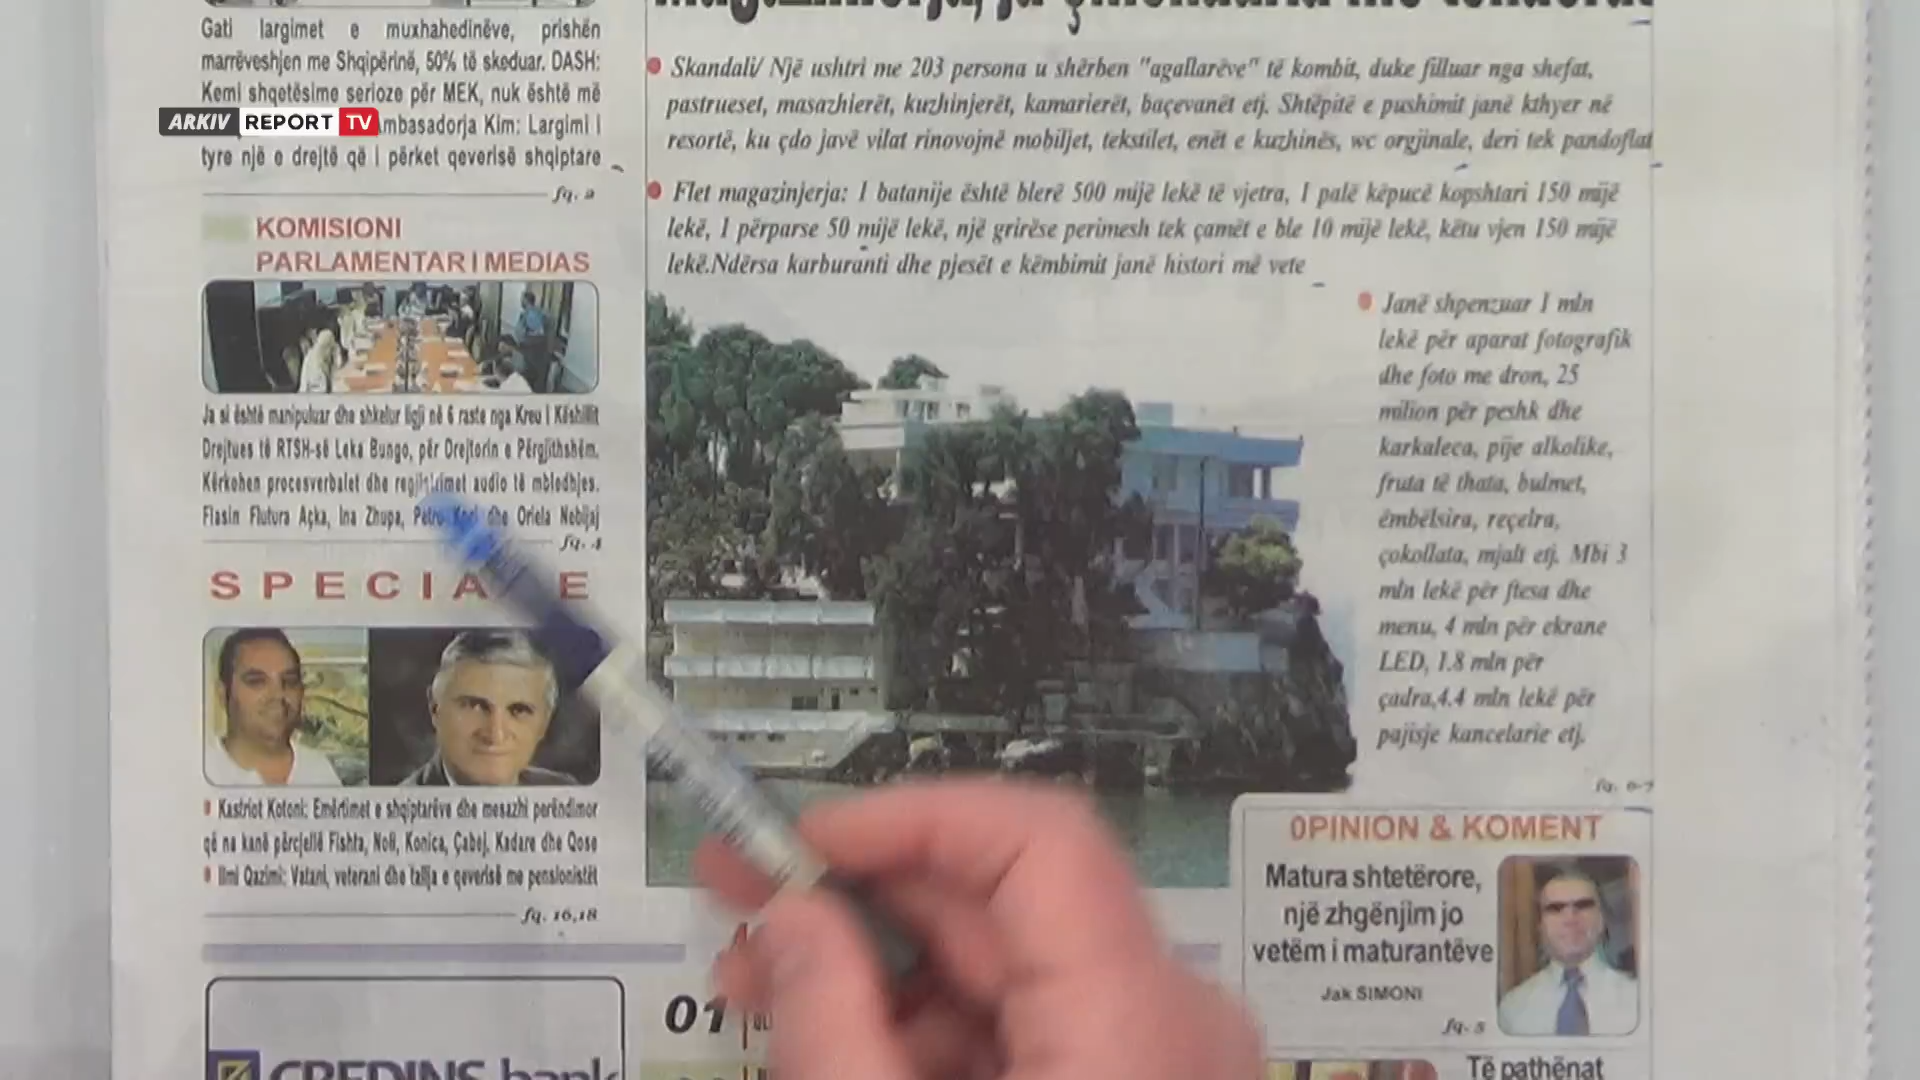 Gati largimet e muxhahedinëve, prishën
marrëveshjen me Shqipërinë, 50% të skeduar. DASH:
Kemi shqetësime serioze për MEK, nuk është më
ARKIV REPORT TV
Ambasadorja Kim: Largimi i
tyre një e drejtë që i përket qeverisë shqiptare
fq. 2
KOMISIONI
PARLAMENTAR I MEDIAS
Ja si është manipuluar dhe shkelur ligji në 6 raste nga Kreu i Këshillit
Drejtues të RTSH-së Leka Bungo, për Drejtorin e Përgjithshëm.
Kërkohen procesverbalet dhe regjistrimet audio të mbledhjes.
Flasin Flutura Açka, Ina Zhupa, dhe Oriela Nebijaj
fq. 4
SPECIALE
Kastriot Kotoni: Emërtimet e shqiptarëve dhe mesazhi perëndimor
që na kanë përcjellë Fishta, Noli, Konica, Çabej, Kadare dhe Qose
Ilmi Qazimi: Vatani, veterani dhe tallja e qeverisë me pensionistët
fq. 16,18
CREDINS bank
Skandali/ Një ushtri me 203 persona u shërben "agallarëve" të kombit, duke filluar nga shefat,
pastrueset, masazhierët, kuzhinjerët, kamarierët, baçevanët etj. Shtëpitë e pushimit janë kthyer në
resortë, ku çdo javë vilat rinovojnë mobiljet, tekstilet, enët e kuzhinës, wc orgjinale, deri tek pandoflat
Flet magazinjerja: 1 batanije është blerë 500 mijë lekë të vjetra, 1 palë këpucë kopshtari 150 mijë
lekë, 1 përparse 50 mijë lekë, një grirëse perimesh tek çamët e ble 10 mijë lekë, këtu vjen 150 mijë
lekë.Ndërsa karburanti dhe pjesët e këmbimit janë histori më vete
Janë shpenzuar 1 mln
lekë për aparat fotografik
dhe foto me dron, 25
milion për peshk dhe
karkaleca, pije alkolike,
fruta të thata, bulmet,
ëmbëlsira, reçelra,
çokollata, mjalt etj. Mbi 3
mln lekë për ftesa dhe
menu, 4 mln për ekrane
LED, 1.8 mln për
çadra,4.4 mln lekë për
pajisje kancelarie etj.
fq. 6-7
OPINION & KOMENT
Matura shtetërore,
një zhgënjim jo
vetëm i maturantëve
Jak SIMONI
fq. 5
Të pathënat
01